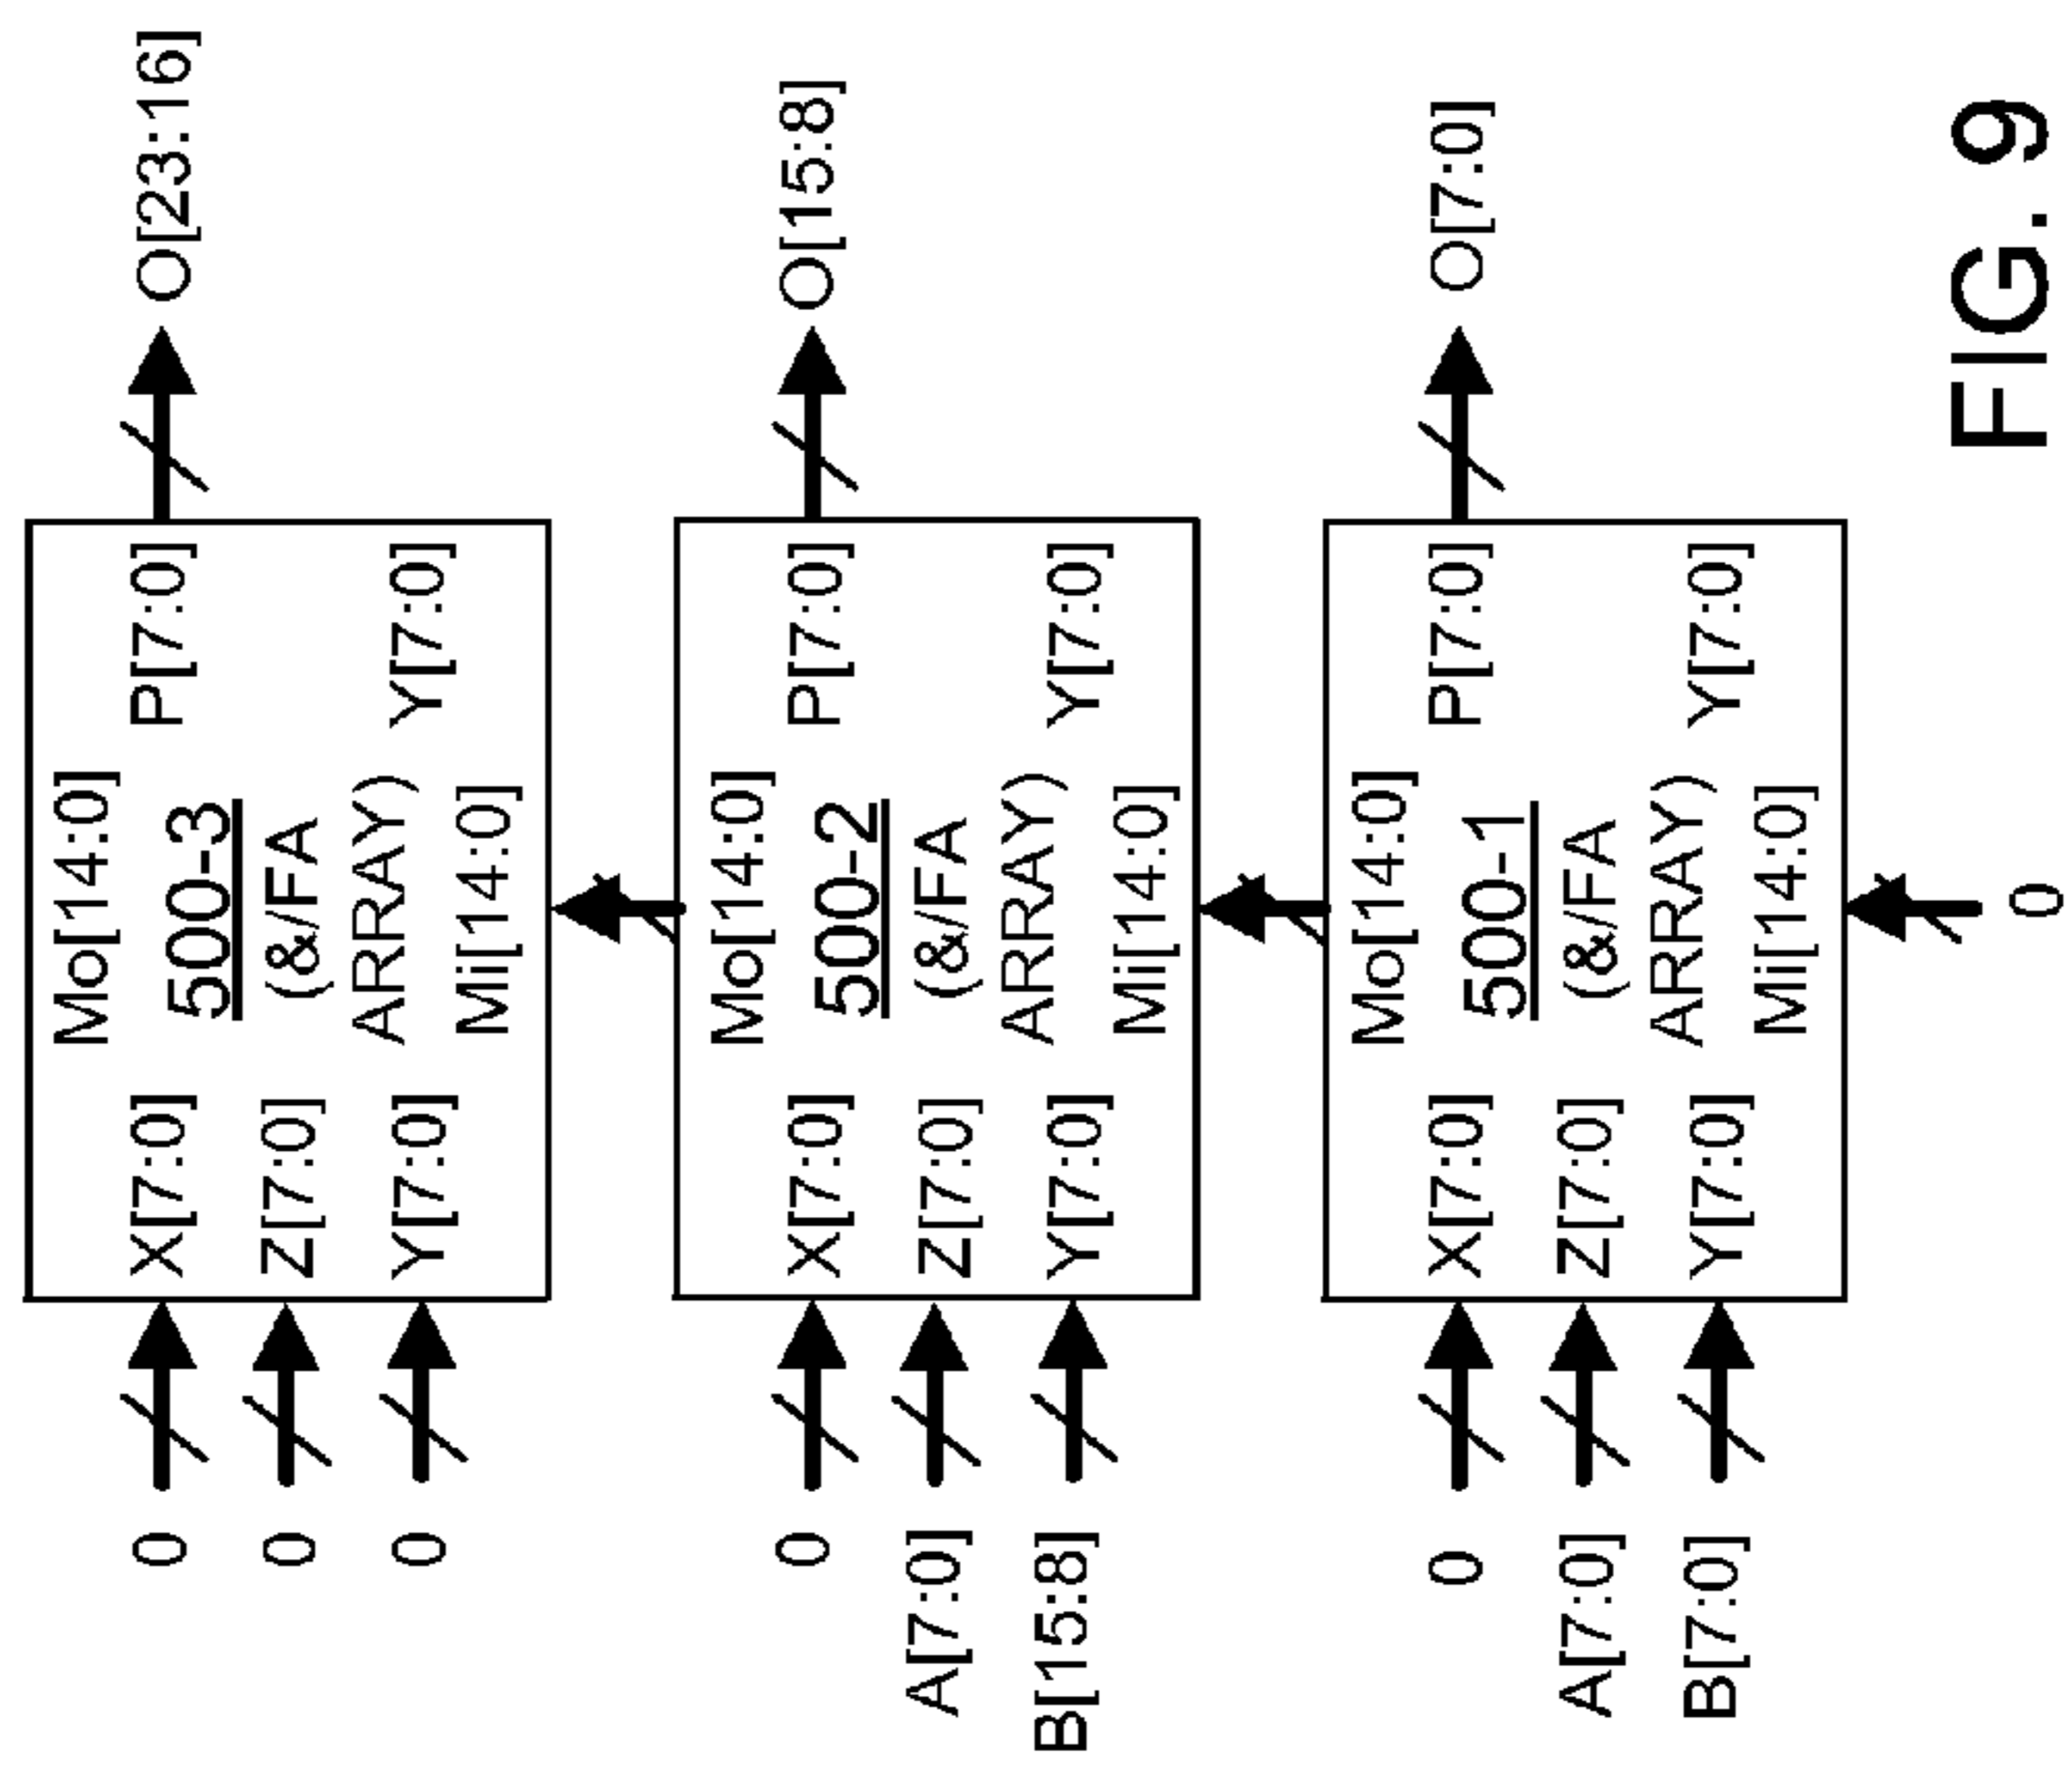 Mo[14:0]
0 X[7:0] P[7:0] O[23:16]
500-3
0 Z[7:0] (&/FA
ARRAY)
0 Y[7:0] Y[7:0]
Mi[14:0]
Mo[14:0]
0 X[7:0] P[7:0] O[15:8]
500-2
A[7:0] Z[7:0] (&/FA
ARRAY)
B[15:8] Y[7:0] Y[7:0]
Mi[14:0]
Mo[14:0]
0 X[7:0] P[7:0] O[7:0]
500-1
A[7:0] Z[7:0] (&/FA
ARRAY)
B[7:0] Y[7:0] Y[7:0]
Mi[14:0]
0
FIG. 9